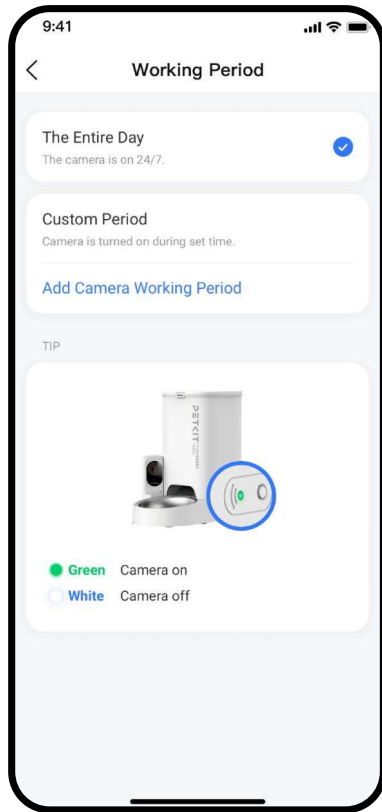 9:41
Working Period
The Entire Day
The camera is on 24/7.
Custom Period
Camera is turned on during set time.
Add Camera Working Period
TIP
PETKIT
Green Camera on
White Camera off